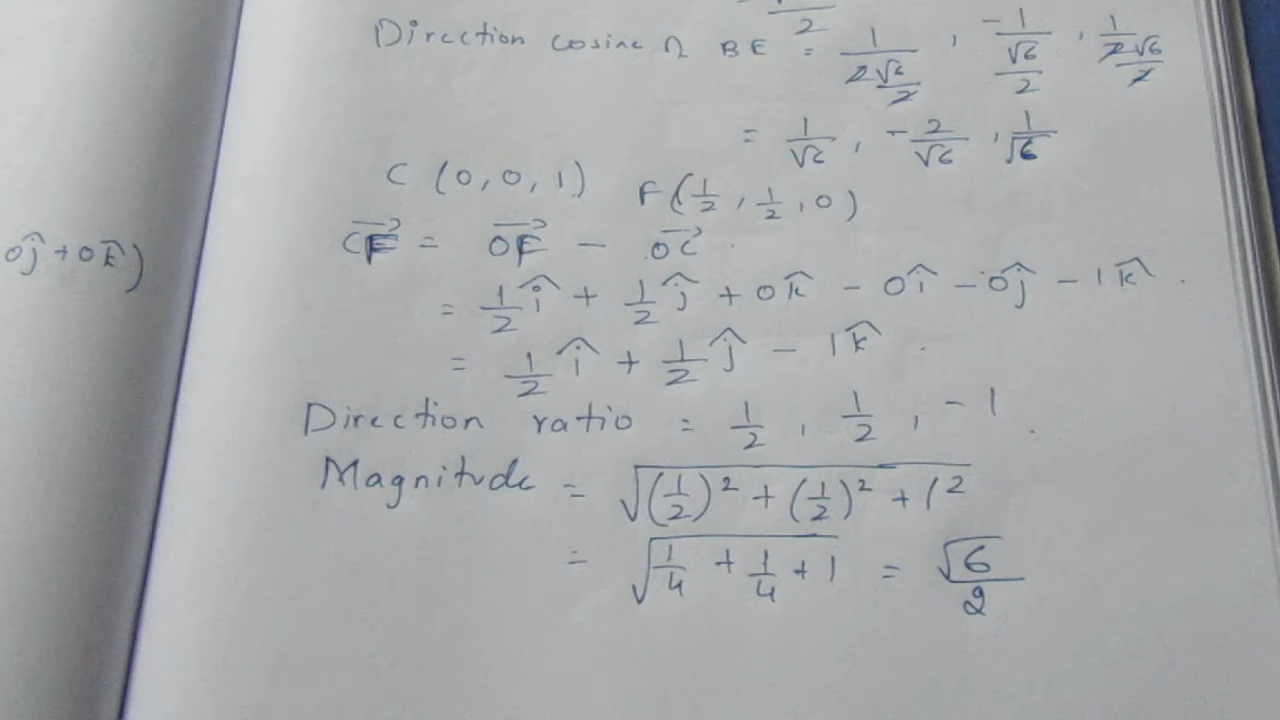 Direction cosine of BE = 1/(2√6/2), -1/(√6/2), 1/(2√6/2)
= 1/√6, -2/√6, 1/√6
C (0, 0, 1) F(1/2, 1/2, 0)
0ĵ + 0k̂)
CF⃗ = OF⃗ - OC⃗.
= 1/2 î + 1/2 ĵ + 0k̂ - 0î - 0ĵ - 1k̂.
= 1/2 î + 1/2 ĵ - 1k̂.
Direction ratio = 1/2, 1/2, -1.
Magnitude = √((1/2)² + (1/2)² + 1²)
= √(1/4 + 1/4 + 1) = √6/2